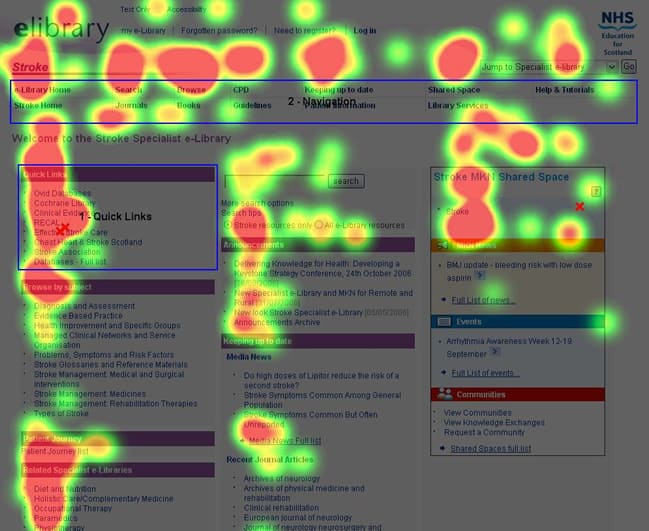 Text Only Accessibility
elibrary
my e-Library Forgotten password? Need to register? Log in
NHS
Education
for
Scotland
Stroke
Jump to Specialist e-library Go
e-Library Home Search Browse CPD Keeping up to date Shared Space Help & Tutorials
Stroke Home Journals Books Guidelines Patient Information Library Services
2 - Navigation
Welcome to the Stroke Specialist e-Library
Quick Links
Ovid Databases
Cochrane Library
Clinical
RECAL
Stroke Care
Chest Heart & Stroke Scotland
Stroke Association
Databases - Full list
1 - Quick Links
Browse by subject
Diagnosis and Assessment
Evidence Based Practice
Health Improvement and Specific Groups
Managed Clinical Networks and Service
Organisation
Problems, Symptoms and Risk Factors
Stroke Glossaries and Reference Materials
Stroke Management: Medical and Surgical
Interventions
Stroke Management: Medicines
Stroke Management: Rehabilitation Therapies
Types of Stroke
Patient Journey
Patient Journey list
Related Specialist e-Libraries
Diet and Nutrition
Holistic Care/Complementary Medicine
Occupational Therapy
Paramedics
Physiotherapy
search
More search options
Search tips
Stroke resources only All e-Library resources
Announcements
Delivering Knowledge for Health: Developing a
Keystone Strategy Conference, 24th October 2006
New Specialist e-Library and MKN for Remote and
Rural
New look Stroke Specialist e-Library [05/05/2006]
Announcements Archive
Keeping up to date
Media News
Do high doses of Lipitor reduce the risk of a
second stroke?
Stroke Symptoms Common Among General
Population
Stroke Symptoms Common But Often
Unreported
Media News Full list
Recent Journal Articles
Archives of neurology
Archives of physical medicine and
rehabilitation
Clinical rehabilitation
European journal of neurology
Journal of neurology neurosurgery and
Stroke MKN Shared Space
?
Stroke
MKN News
BMJ update - bleeding risk with low dose
aspirin
Full List of news...
Events
Arrhythmia Awareness Week 12-19
September
Full List of events...
Communities
View Communities
View Knowledge Exchanges
Request a Community
Shared Spaces full list